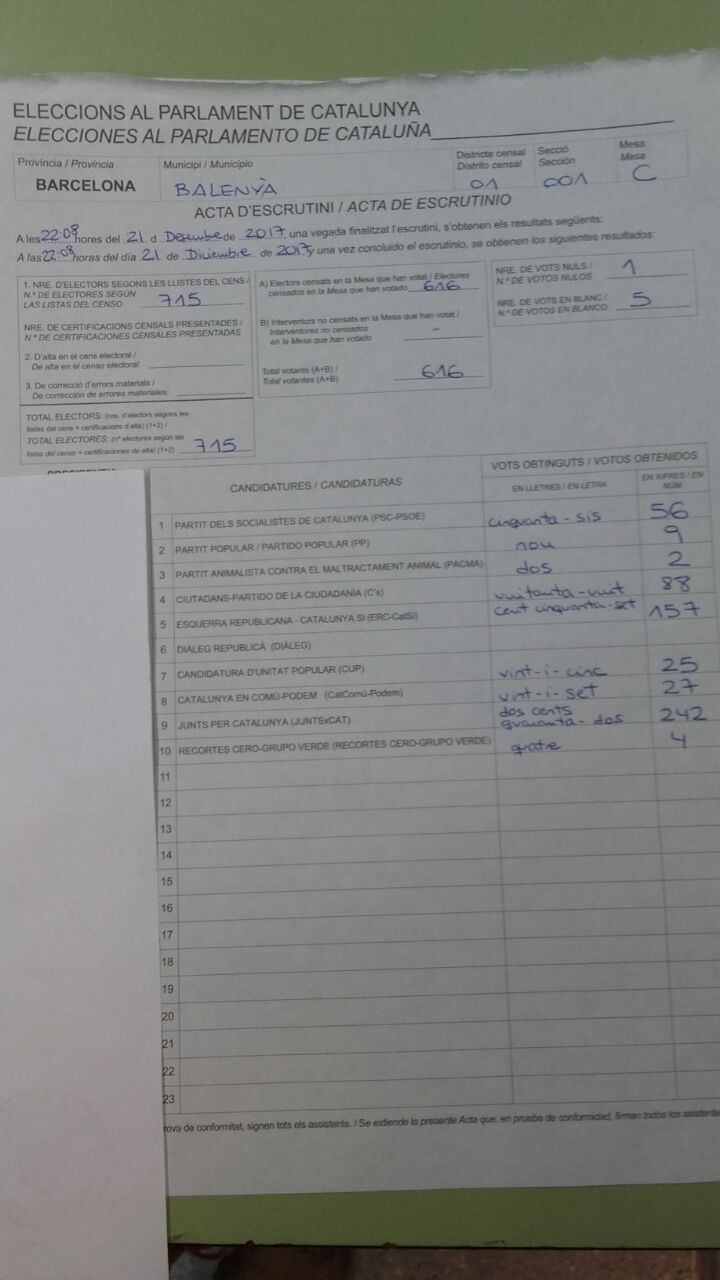 ELECCIONS AL PARLAMENT DE CATALUNYA
ELECCIONES AL PARLAMENTO DE CATALUÑA
Província / Provincia
BARCELONA
Municipi / Municipio
BALENYÀ
Districte censal
Distrito censal
01
Secció
Sección
001
Mesa
Mesa
C
ACTA D'ESCRUTINI / ACTA DE ESCRUTINIO
A les 22:08 hores del 21 d Desembre de 2017 una vegada finalitzat l'escrutini, s'obtenen els resultats següents:
A las 22:08 horas del día 21 de Diciembre de 2017 y una vez concluido el escrutinio, se obtienen los siguientes resultados:
1. NRE. D'ELECTORS SEGONS LES LLISTES DEL CENS /
N.º DE ELECTORES SEGÚN
LAS LISTAS DEL CENSO 715
NRE. DE CERTIFICACIONS CENSALS PRESENTADES /
N.º DE CERTIFICACIONES CENSALES PRESENTADAS
2. D'alta en el cens electoral /
De alta en el censo electoral:
3. De correcció d'errors materials /
De corrección de errores materiales:
TOTAL ELECTORS: (nre. d'electors segons les
llistes del cens + certificacions d'alta) (1+2) /
TOTAL ELECTORES: (nº electores según las
listas del censo + certificaciones de alta) (1+2) 715
A) Electors censats en la Mesa que han votat / Electores
censados en la Mesa que han votado 616
B) Interventors no censats en la Mesa que han votat /
Interventores no censados
en la Mesa que han votado -
Total votants (A+B) /
Total votantes (A+B) 616
NRE. DE VOTS NULS /
N.º DE VOTOS NULOS 1
NRE. DE VOTS EN BLANC /
N.º DE VOTOS EN BLANCO 5
CANDIDATURES / CANDIDATURAS
VOTS OBTINGUTS / VOTOS OBTENIDOS
EN LLETRES / EN LETRA
EN XIFRES / EN
NÚM.
1 PARTIT DELS SOCIALISTES DE CATALUNYA (PSC-PSOE) cinquanta-sis 56
2 PARTIT POPULAR / PARTIDO POPULAR (PP) nou 9
3 PARTIT ANIMALISTA CONTRA EL MALTRACTAMENT ANIMAL (PACMA) dos 2
4 CIUTADANS-PARTIDO DE LA CIUDADANÍA (C's) vuitanta-vuit 88
5 ESQUERRA REPUBLICANA - CATALUNYA SI (ERC-CatSí) cent cinquanta-set 157
6 DIÀLEG REPUBLICÀ (DIÀLEG)
7 CANDIDATURA D'UNITAT POPULAR (CUP) vint-i-cinc 25
8 CATALUNYA EN COMÚ-PODEM (CatComú-Podem) vint-i-set 27
9 JUNTS PER CATALUNYA (JUNTSxCAT) dos cents
quaranta-dos 242
10 RECORTES CERO-GRUPO VERDE (RECORTES CERO-GRUPO VERDE) quatre 4
11
12
13
14
15
16
17
18
19
20
21
22
23
rova de conformitat, signen tots els assistents. / Se extiende la presente Acta que, en prueba de conformidad, firman todos los asistente